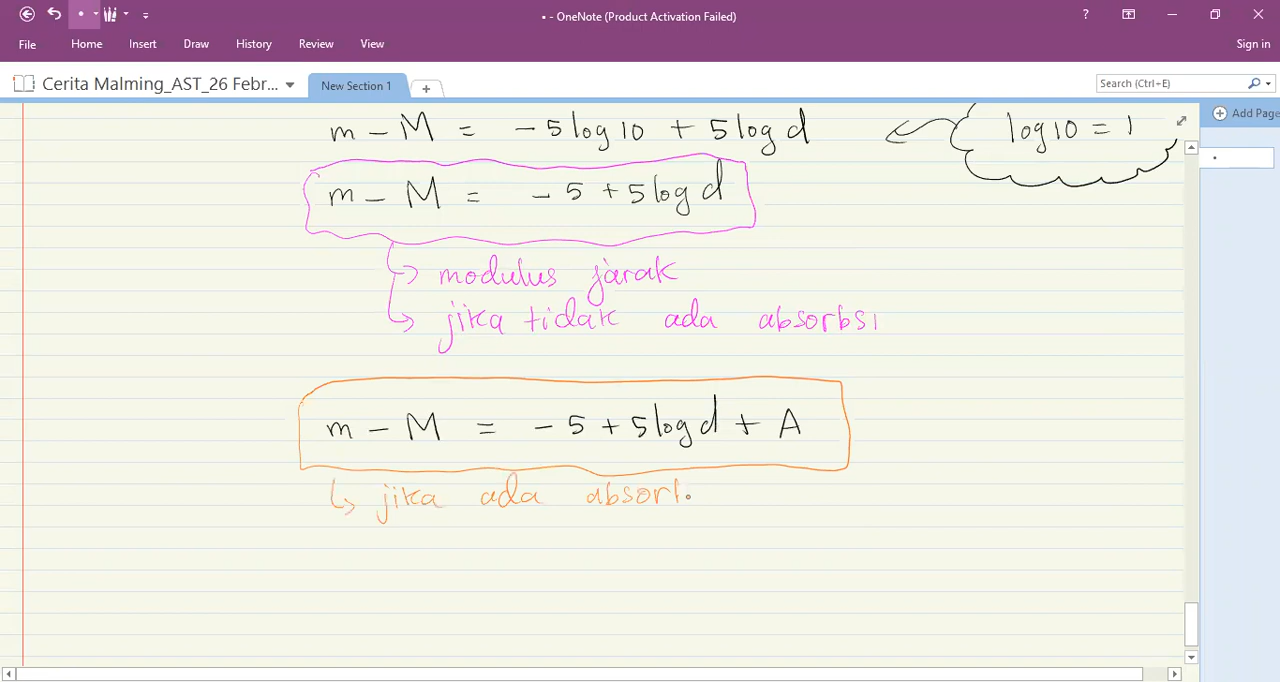 • - OneNote (Product Activation Failed)
?
File Home Insert Draw History Review View Sign in
Cerita Malming_AST_26 Febr... New Section 1 + Search (Ctrl+E)
Add Page
m - M = - 5 log 10 + 5 log d
log 10 = 1
m - M = - 5 + 5 log d
modulus jarak
jika tidak ada absorbsi
m - M = - 5 + 5 log d + A
jika ada